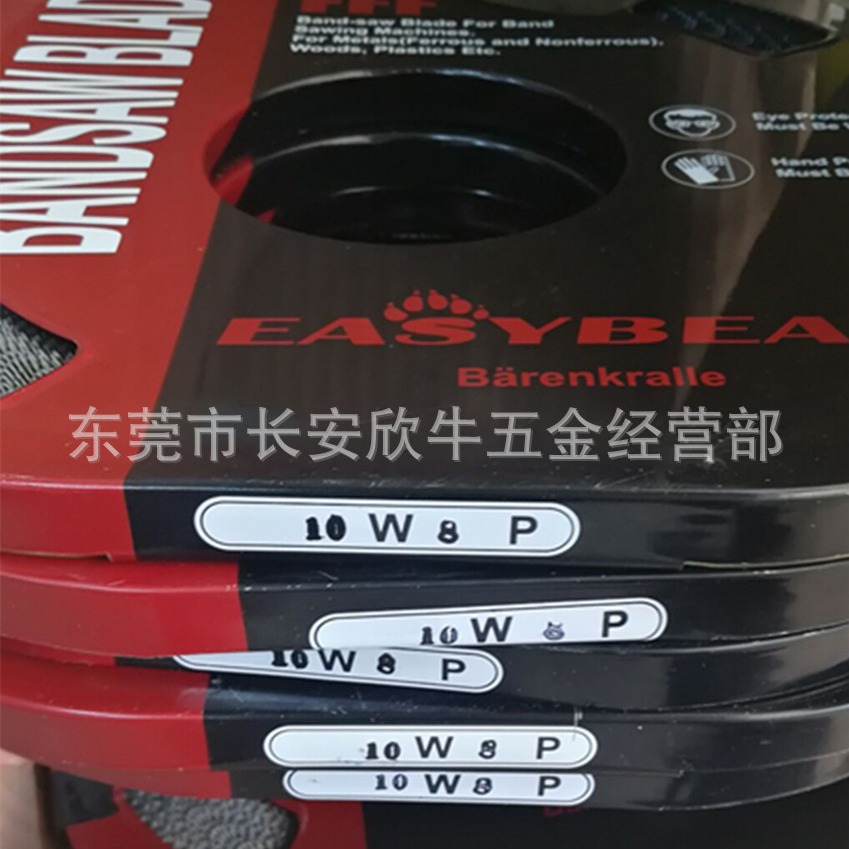 FFF
Band-saw Blade For Band
Sawing Machines.
For Metals(Ferrous and Nonferrous),
Woods, Plastics Etc.
BANDSAW BLAD
Eye Prote
Must Be
Hand P
Must B
EASYBEA
Bärenkralle
东莞市长安欣牛五金经营部
10 W 8 P
10 W 6 P
10 W 8 P
10 W 8 P
10 W 8 P